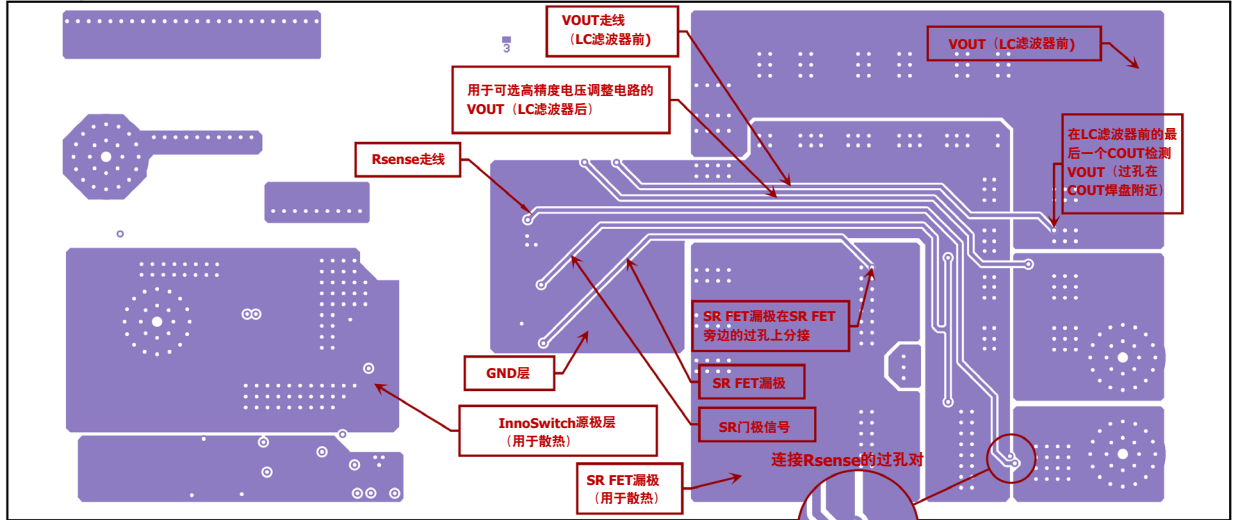 VOUT走线
（LC滤波器前)
VOUT（LC滤波器前）
3
用于可选高精度电压调整电路的
VOUT（LC滤波器后）
在LC滤波器前的最
后一个COUT检测
VOUT（过孔在
COUT焊盘附近）
Rsense走线
SR FET漏极在SR FET
旁边的过孔上分接
GND层
SR FET漏极
InnoSwitch源极层
（用于散热）
SR门极信号
连接Rsense的过孔对
SR FET漏极
（用于散热）